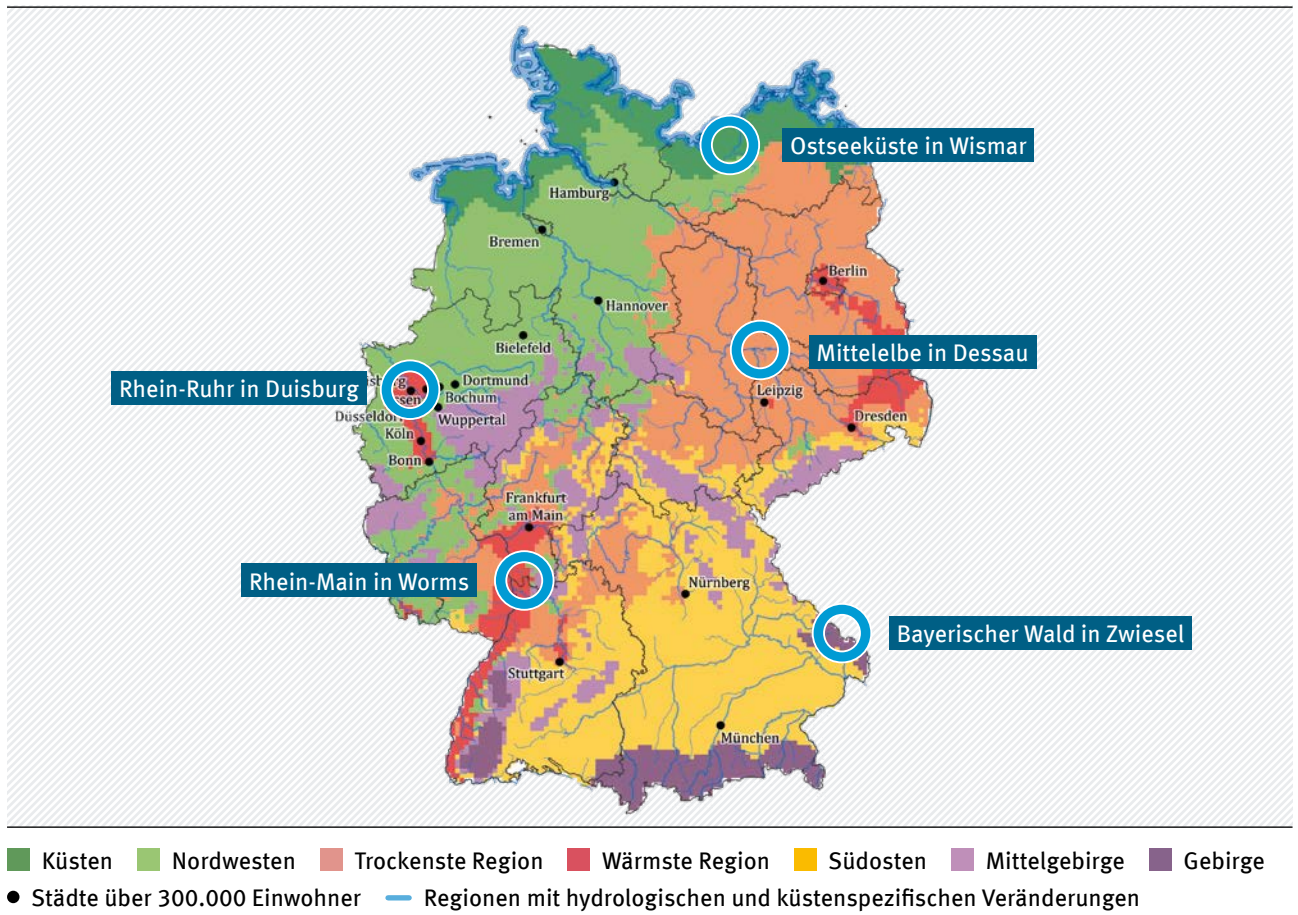 Ostseeküste in Wismar
Hamburg
Bremen
Berlin
Hannover
Bielefeld
Mittelelbe in Dessau
Rhein-Ruhr in Duisburg
Dortmund
Bochum
Leipzig
Düsseldorf
Wuppertal
Dresden
Köln
Bonn
Frankfurt
am Main
Rhein-Main in Worms
Nürnberg
Bayerischer Wald in Zwiesel
Stuttgart
München
Küsten Nordwesten Trockenste Region Wärmste Region Südosten Mittelgebirge Gebirge
Städte über 300.000 Einwohner Regionen mit hydrologischen und küstenspezifischen Veränderungen